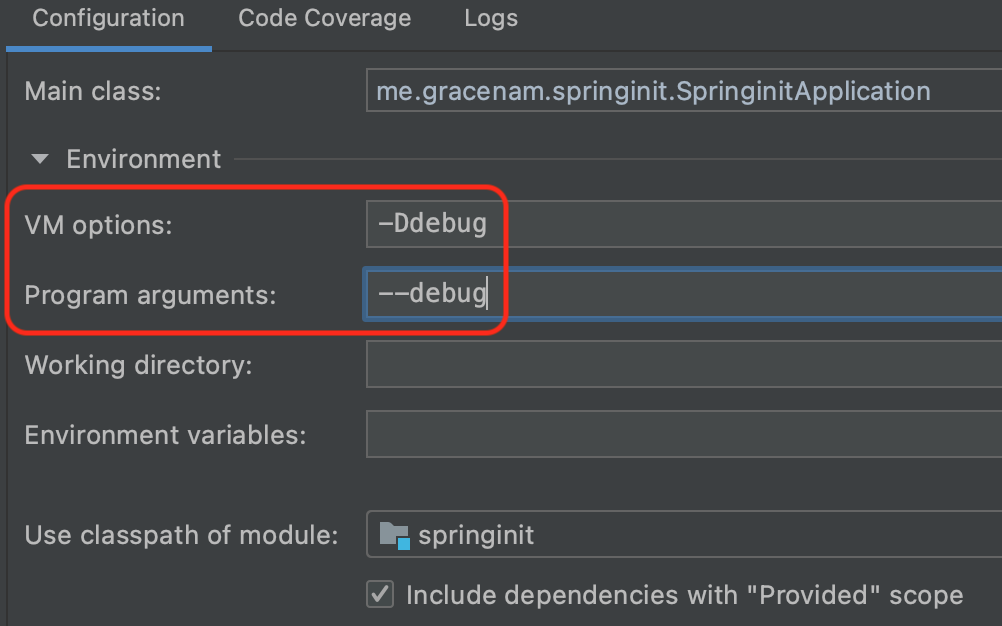 Configuration Code Coverage Logs
Main class: me.gracenam.springinit.SpringinitApplication
Environment
VM options: -Ddebug
Program arguments: --debug
Working directory:
Environment variables:
Use classpath of module: springinit
Include dependencies with "Provided" scope